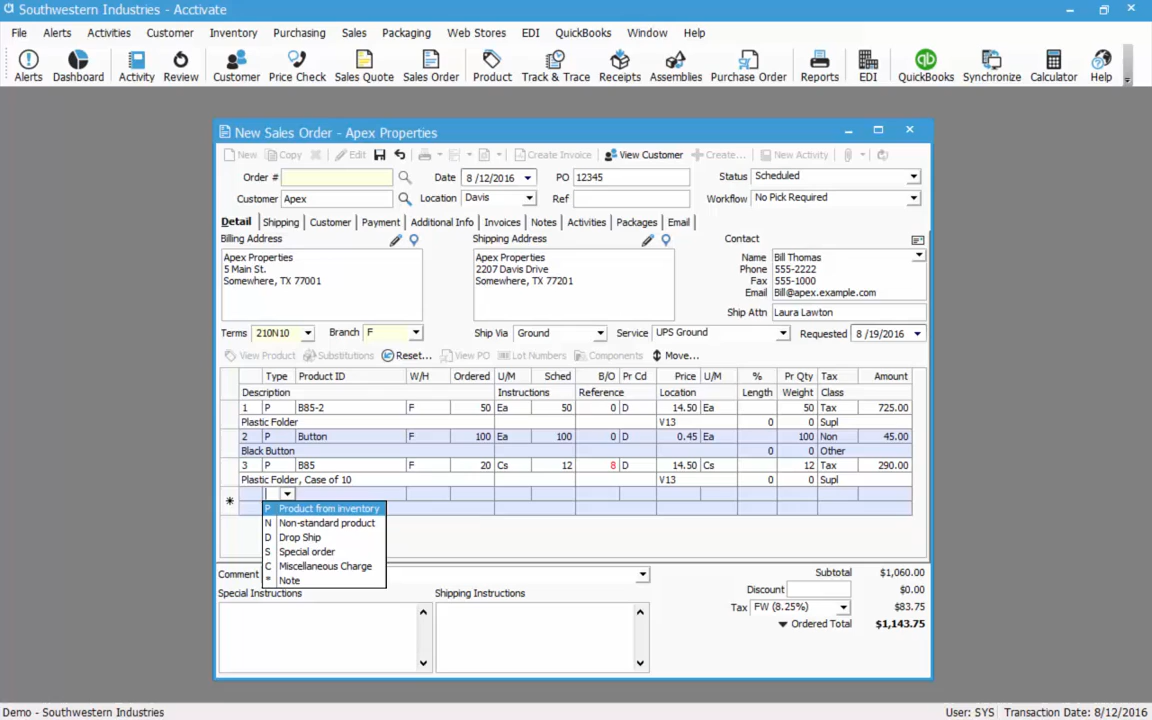 Southwestern Industries - Acctivate
File Alerts Activities Customer Inventory Purchasing Sales Packaging Web Stores EDI QuickBooks Window Help
Alerts Dashboard Activity Review Customer Price Check Sales Quote Sales Order Product Track & Trace Receipts Assemblies Purchase Order Reports EDI QuickBooks Synchronize Calculator Help
New Sales Order - Apex Properties
New Copy Edit Create Invoice View Customer Create... New Activity
Order # Date 8 /12/2016 PO 12345 Status Scheduled
Customer Apex Location Davis Ref Workflow No Pick Required
Detail Shipping Customer Payment Additional Info Invoices Notes Activities Packages Email
Billing Address Shipping Address Contact
Apex Properties Apex Properties Name Bill Thomas
5 Main St. 2207 Davis Drive Phone 555-2222
Somewhere, TX 77001 Somewhere, TX 77201 Fax 555-1000
Email Bill@apex.example.com
Ship Attn Laura Lawton
Terms 210N10 Branch F Ship Via Ground Service UPS Ground Requested 8 /19/2016
View Product Substitutions Reset... View PO Lot Numbers Components Move...
Type Product ID W/H Ordered U/M Sched B/O Pr Cd Price U/M % Pr Qty Tax Amount
Description Instructions Reference Location Length Weight Class
1 P B85-2 F 50 Ea 50 0 D 14.50 Ea 50 Tax 725.00
Plastic Folder V13 0 0 Supl
2 P Button F 100 Ea 100 0 D 0.45 Ea 100 Non 45.00
Black Button 0 0 Other
3 P B85 F 20 Cs 12 8 D 14.50 Cs 12 Tax 290.00
Plastic Folder, Case of 10 V13 0 0 Supl
*
P Product from inventory
N Non-standard product
D Drop Ship
S Special order
C Miscellaneous Charge
* Note
Comment Subtotal $1,060.00
Special Instructions Shipping Instructions Discount $0.00
Tax FW (8.25%) $83.75
Ordered Total $1,143.75
Demo - Southwestern Industries User: SYS Transaction Date: 8/12/2016